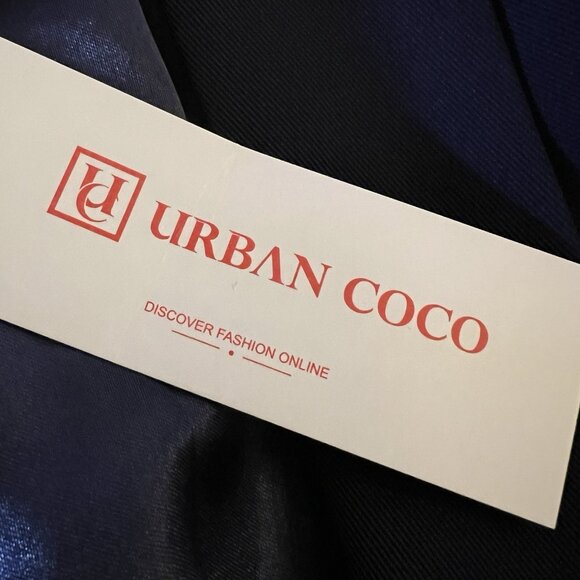 UC
URBAN COCO
DISCOVER FASHION ONLINE